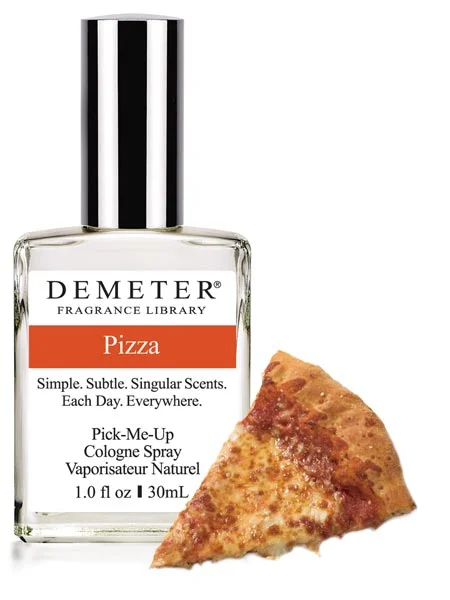 DEMETER®
FRAGRANCE LIBRARY
Pizza
Simple. Subtle. Singular Scents.
Each Day. Everywhere.
Pick-Me-Up
Cologne Spray
Vaporisateur Naturel
1.0 fl oz I 30mL